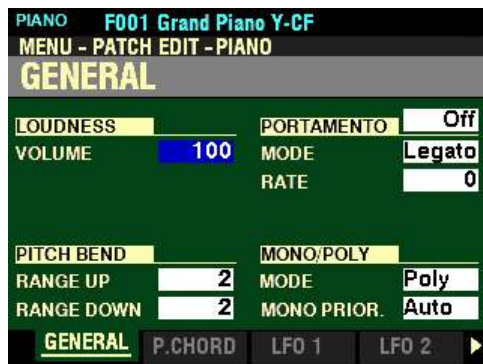 PIANO F001 Grand Piano Y-CF
MENU - PATCH EDIT - PIANO
GENERAL
LOUDNESS
VOLUME 100
PORTAMENTO Off
MODE Legato
RATE 0
PITCH BEND
RANGE UP 2
RANGE DOWN 2
MONO/POLY
MODE Poly
MONO PRIOR. Auto
GENERAL P.CHORD LFO 1 LFO 2